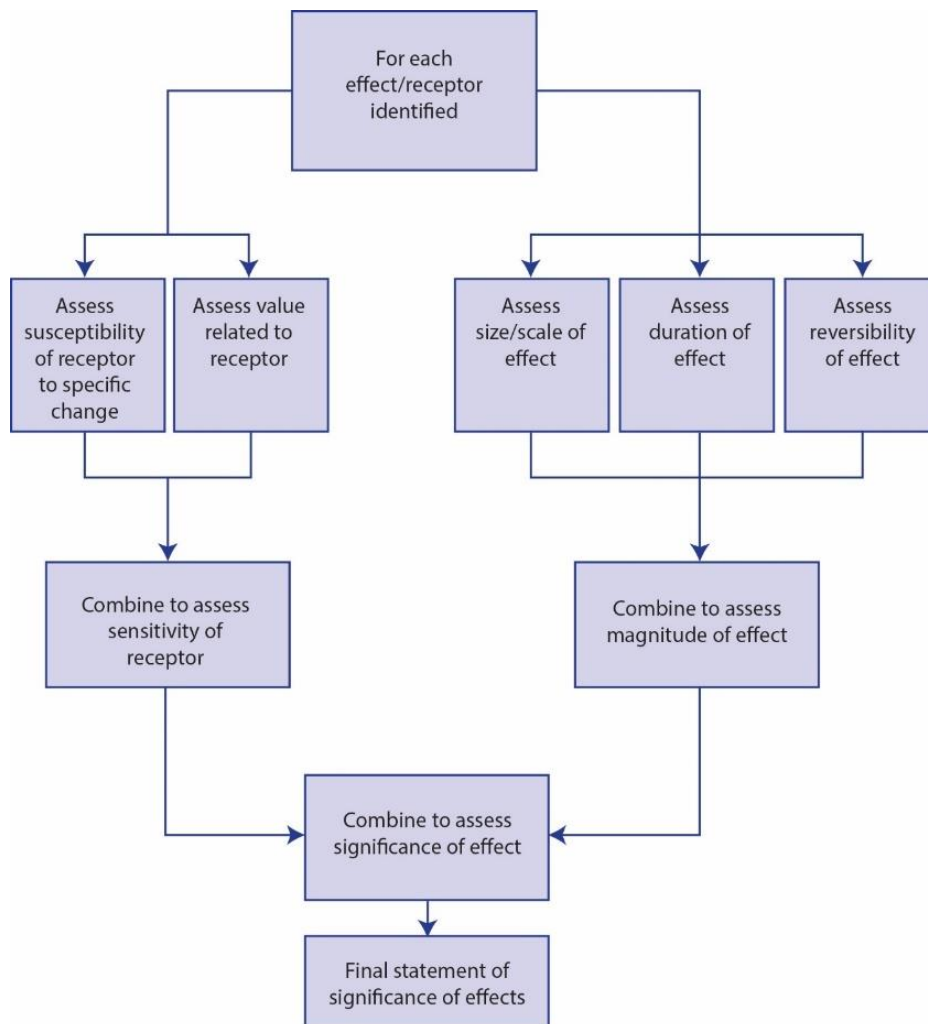 For each
effect/receptor
identified
Assess
susceptibility
of receptor
to specific
change
Assess value
related to
receptor
Assess
size/scale of
effect
Assess
duration of
effect
Assess
reversibility
of effect
Combine to assess
sensitivity of
receptor
Combine to assess
magnitude of effect
Combine to assess
significance of effect
Final statement of
significance of effects